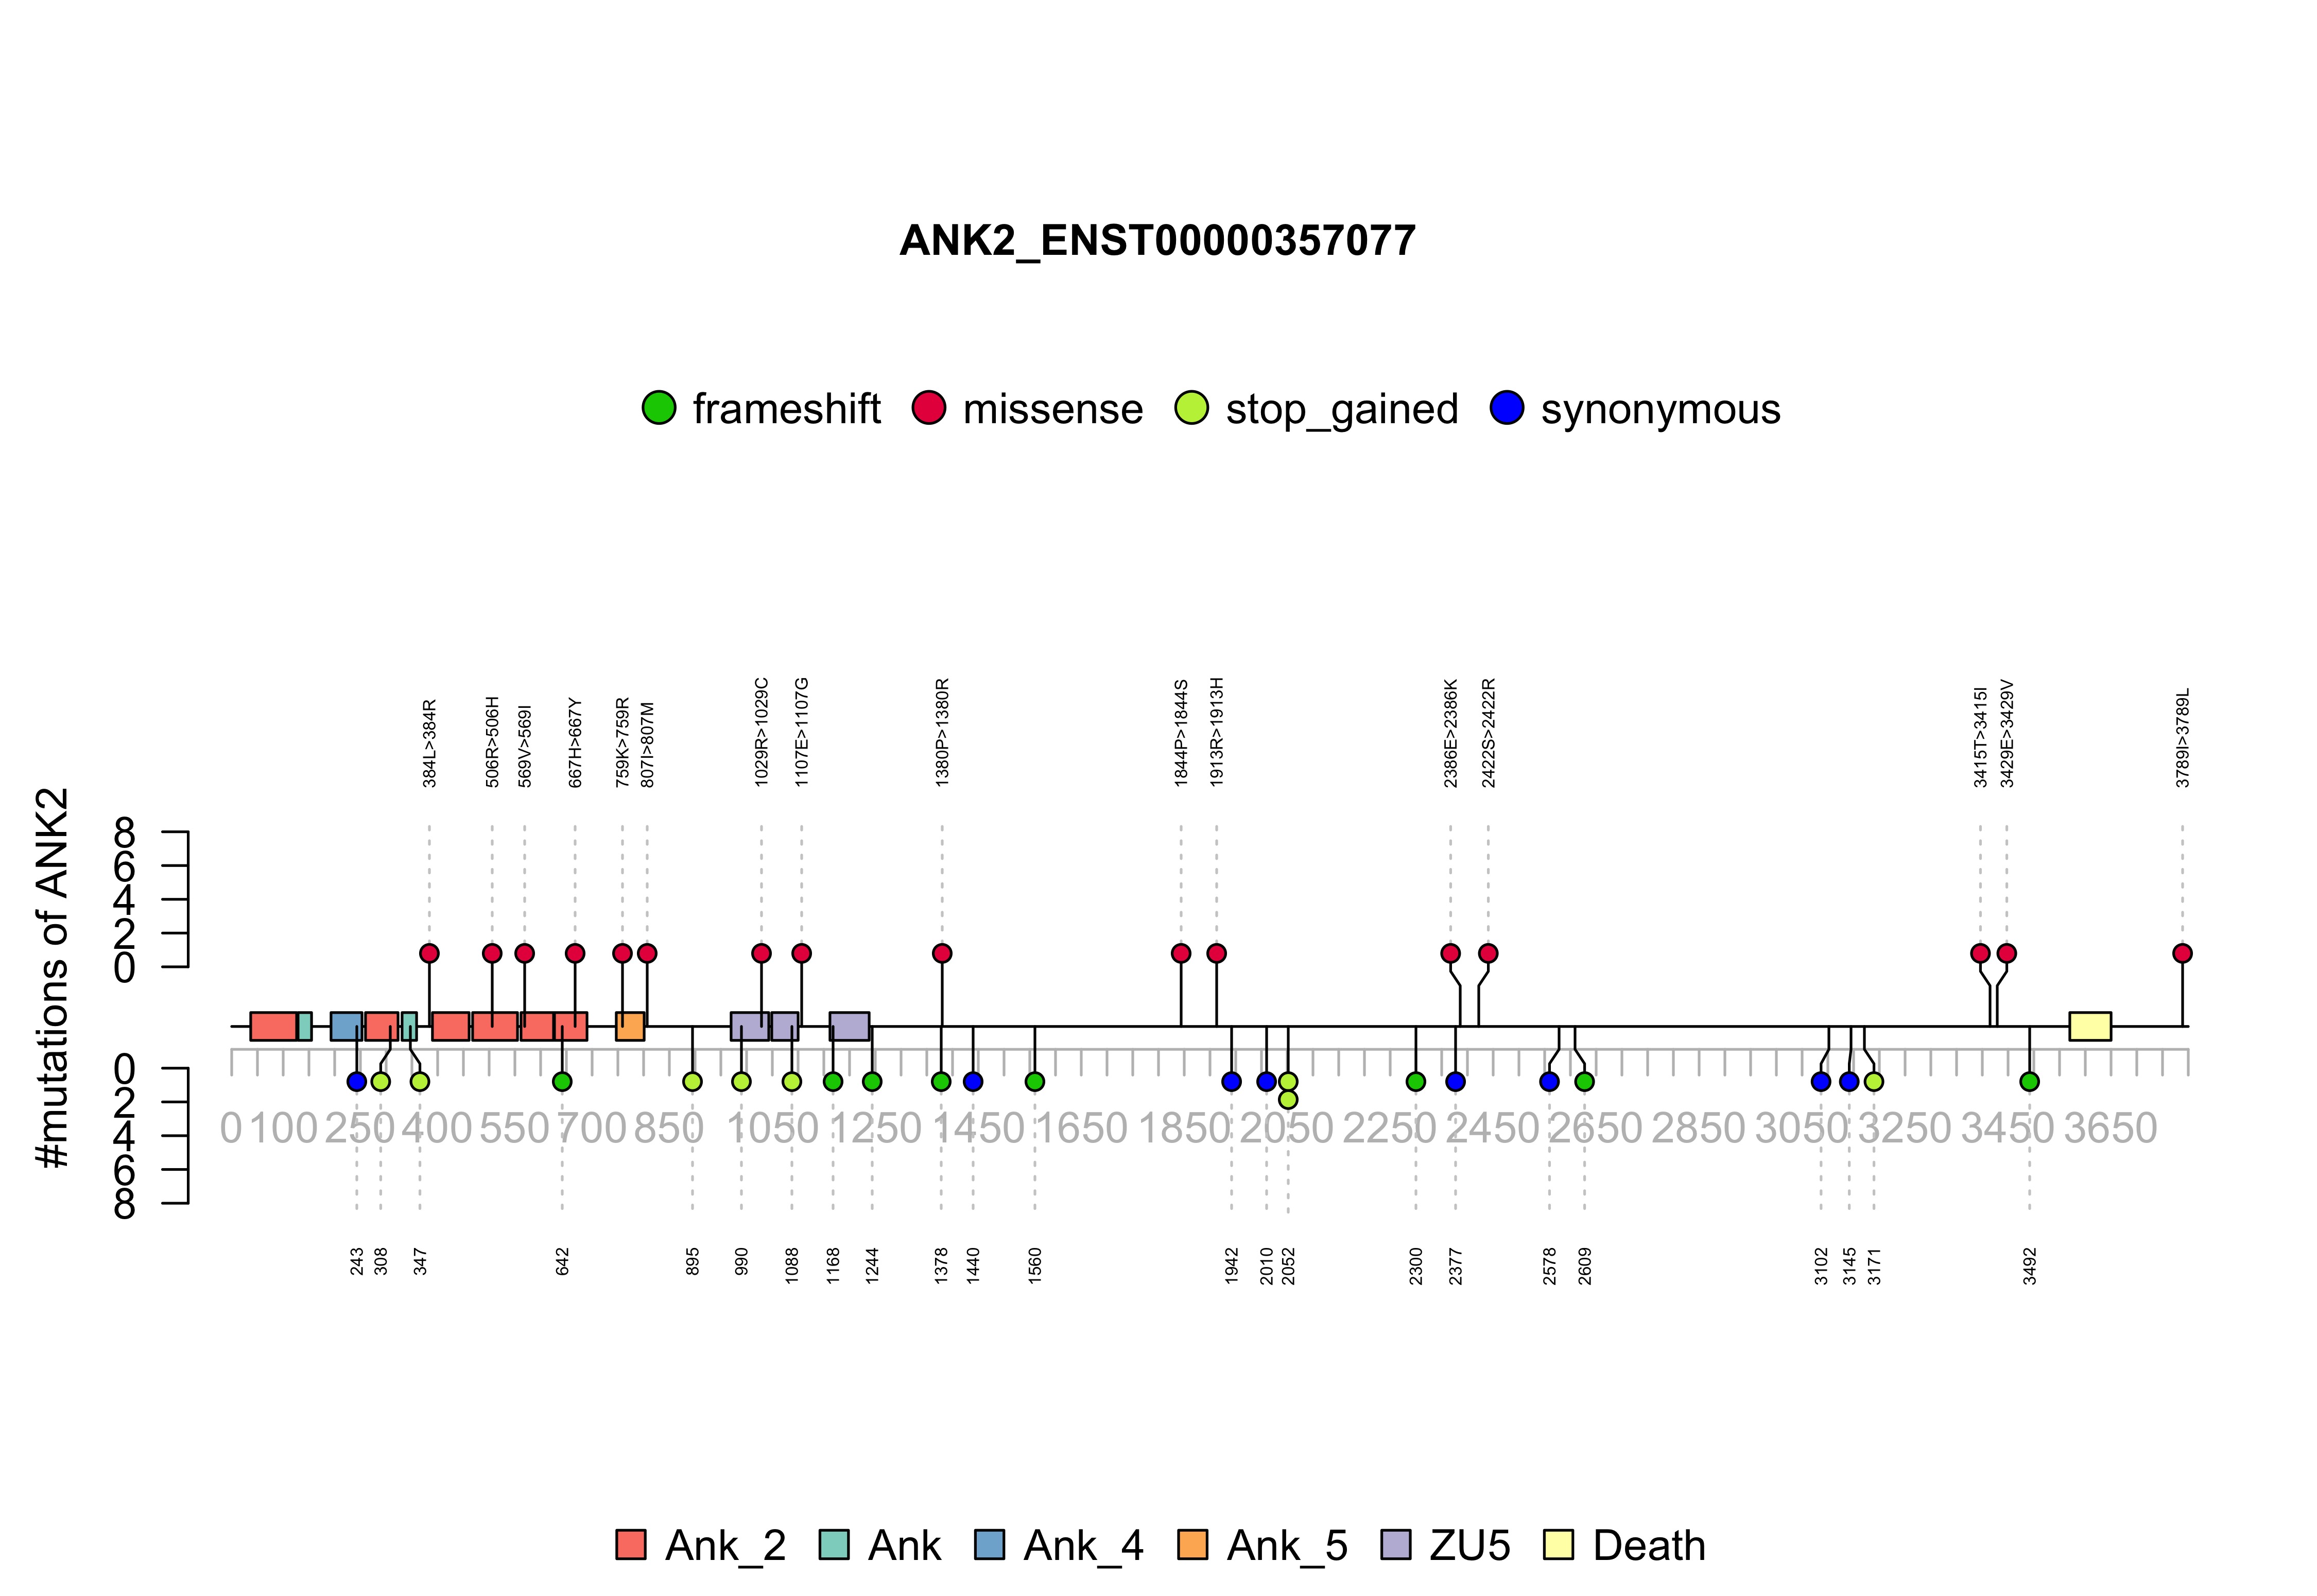 ANK2_ENST00000357077
frameshift missense stop_gained synonymous
384L>384R
506R>506H
569V>569I
667H>667Y
759K>759R
807I>807M
1029R>1029C
1107E>1107G
1380P>1380R
1844P>1844S
1913R>1913H
2386E>2386K
2422S>2422R
3415T>3415I
3429E>3429V
3789I>3789L
#mutations of ANK2
8
6
4
2
0
0
2
4
6
8
0 100 250 400 550 700 850 1050 1250 1450 1650 1850 2050 2250 2450 2650 2850 3050 3250 3450 3650
243
308
347
642
895
990
1088
1168
1244
1378
1440
1560
1942
2010
2052
2300
2377
2578
2609
3102
3145
3171
3492
Ank_2 Ank Ank_4 Ank_5 ZU5 Death